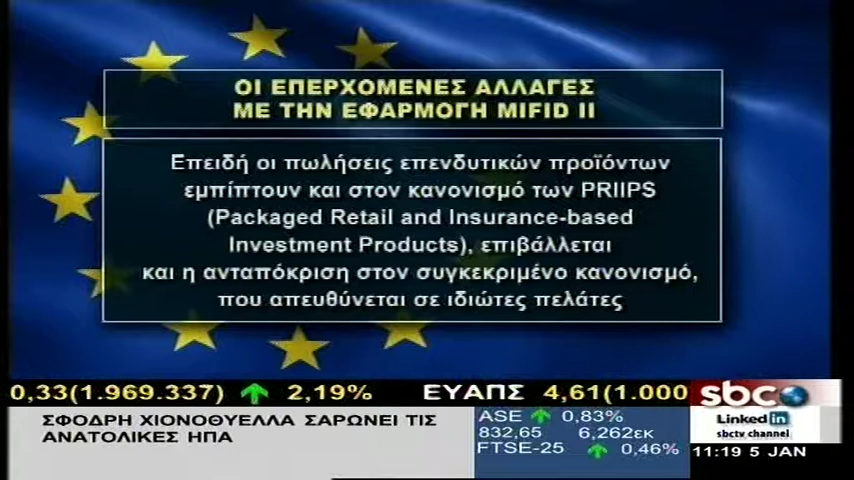 ΟΙ ΕΠΕΡΧΟΜΕΝΕΣ ΑΛΛΑΓΕΣ
ΜΕ ΤΗΝ ΕΦΑΡΜΟΓΗ MIFID II
Επειδή οι πωλήσεις επενδυτικών προϊόντων
εμπίπτουν και στον κανονισμό των PRIIPS
(Packaged Retail and Insurance-based
Investment Products), επιβάλλεται
και η ανταπόκριση στον συγκεκριμένο κανονισμό,
που απευθύνεται σε ιδιώτες πελάτες
0,33(1.969.337) 2,19% ΕΥΑΠΣ 4,61(1.000
sbc
ΣΦΟΔΡΗ ΧΙΟΝΟΘΥΕΛΛΑ ΣΑΡΩΝΕΙ ΤΙΣ
ΑΝΑΤΟΛΙΚΕΣ ΗΠΑ
ASE 0,83%
832,65 6,262εκ
FTSE-25 0,46%
Linked in
sbctv channel
11:19 5 JAN